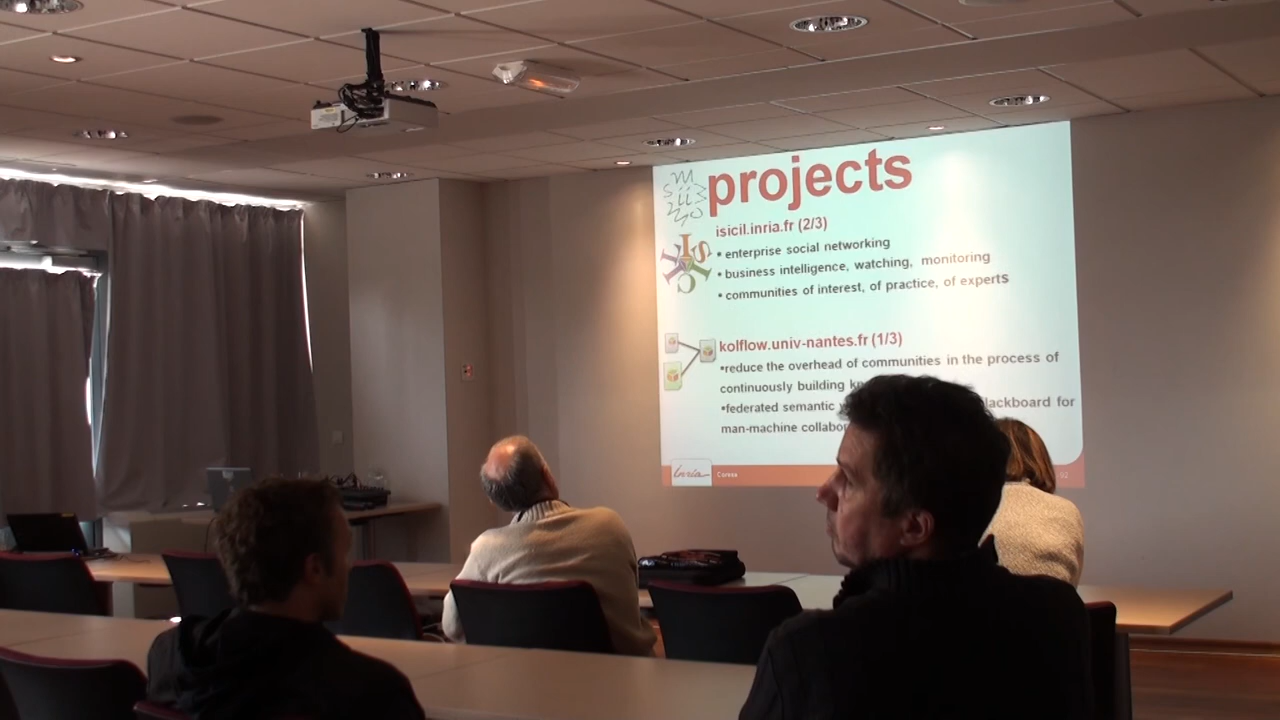 projects
isicil.inria.fr (2/3)
• enterprise social networking
• business intelligence, watching, monitoring
• communities of interest, of practice, of experts
ISICIL
kolflow.univ-nantes.fr (1/3)
•reduce the overhead of communities in the process of
continuously building
•federated semantic
blackboard for
man-machine
inria